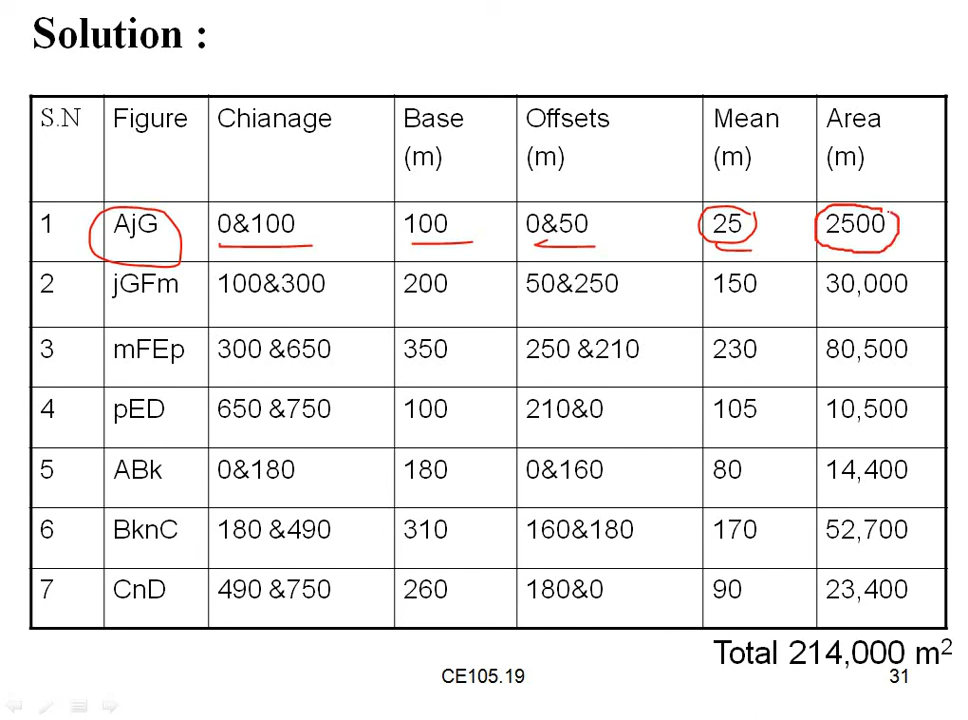 Solution :
S.N Figure Chianage Base (m) Offsets (m) Mean (m) Area (m)
1 AjG 0&100 100 0&50 25 2500
2 jGFm 100&300 200 50&250 150 30,000
3 mFEp 300 &650 350 250 &210 230 80,500
4 pED 650 &750 100 210&0 105 10,500
5 ABk 0&180 180 0&160 80 14,400
6 BknC 180 &490 310 160&180 170 52,700
7 CnD 490 &750 260 180&0 90 23,400
Total 214,000 m²
CE105.19 31